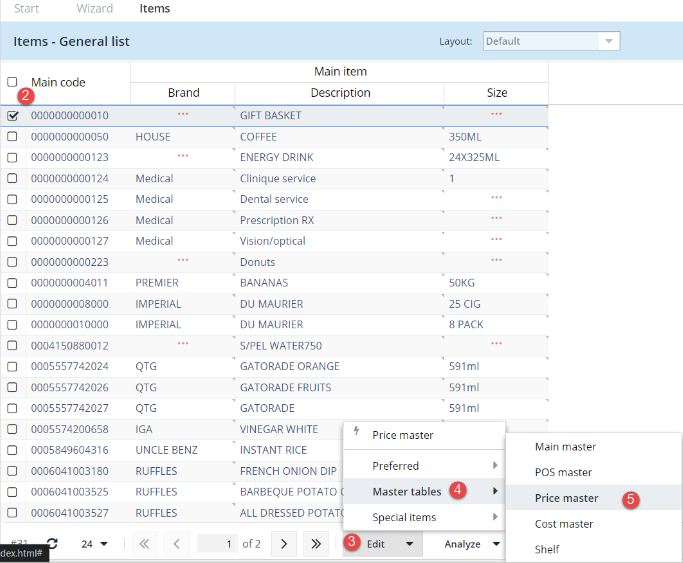 Start Wizard Items
Items - General list Layout: Default
Main code Main item
Brand Description Size
2
0000000000010 *** GIFT BASKET ***
0000000000050 HOUSE COFFEE 350ML
0000000000123 *** ENERGY DRINK 24X325ML
0000000000124 Medical Clinique service 1
0000000000125 Medical Dental service ***
0000000000126 Medical Prescription RX ***
0000000000127 Medical Vision/optical ***
0000000000223 *** Donuts ***
0000000004011 PREMIER BANANAS 50KG
0000000008000 IMPERIAL DU MAURIER 25 CIG
0000000010000 IMPERIAL DU MAURIER 8 PACK
0004150880012 *** S/PEL WATER750
0005557742024 QTG GATORADE ORANGE 591ml
0005557742026 QTG GATORADE FRUITS 591ml
0005557742027 QTG GATORADE 591ml
0005574200658 IGA VINEGAR WHITE
0005849604316 UNCLE BENZ INSTANT RICE
0006041003180 RUFFLES FRENCH ONION DIP
0006041003525 RUFFLES BARBEQUE POTATO
0006041003527 RUFFLES ALL DRESSED POTATO
Price master
Preferred
Master tables 4
Special items
Main master
POS master
Price master 5
Cost master
Shelf
24 1 of 2 3 Edit Analyze
dex.html#